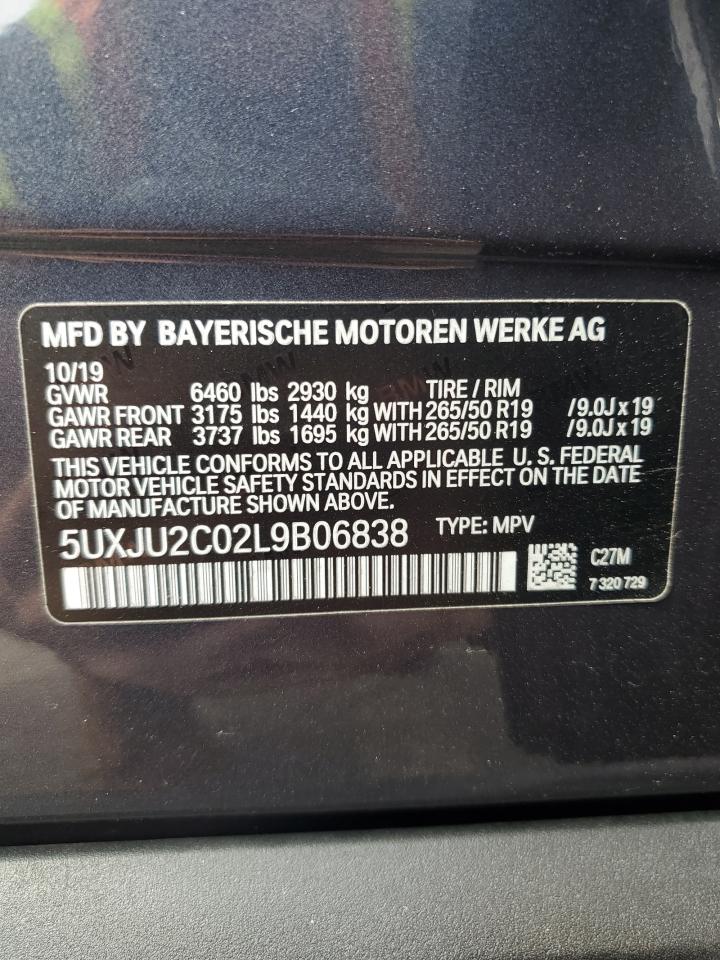 MFD BY BAYERISCHE MOTOREN WERKE AG
10/19
GVWR 6460 lbs 2930 kg TIRE / RIM
GAWR FRONT 3175 lbs 1440 kg WITH 265/50 R19 /9.0J x 19
GAWR REAR 3737 lbs 1695 kg WITH 265/50 R19 /9.0J x 19
THIS VEHICLE CONFORMS TO ALL APPLICABLE U. S. FEDERAL
MOTOR VEHICLE SAFETY STANDARDS IN EFFECT ON THE DATE
OF MANUFACTURE SHOWN ABOVE.
5UXJU2C02L9B06838 TYPE: MPV
C27M
7 320 729